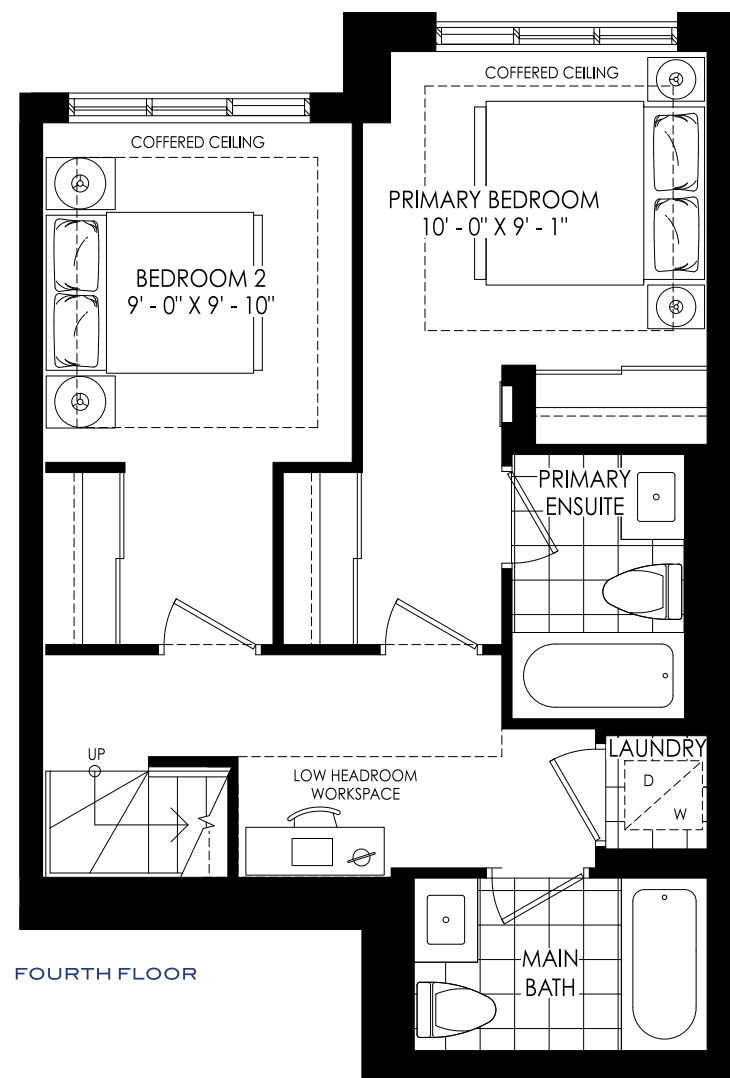 COFFERED CEILING
COFFERED CEILING
PRIMARY BEDROOM
10' - 0" X 9' - 1"
BEDROOM 2
9' - 0" X 9' - 10"
PRIMARY
ENSUITE
UP
LAUNDRY
D
W
LOW HEADROOM
WORKSPACE
MAIN
BATH
FOURTH FLOOR